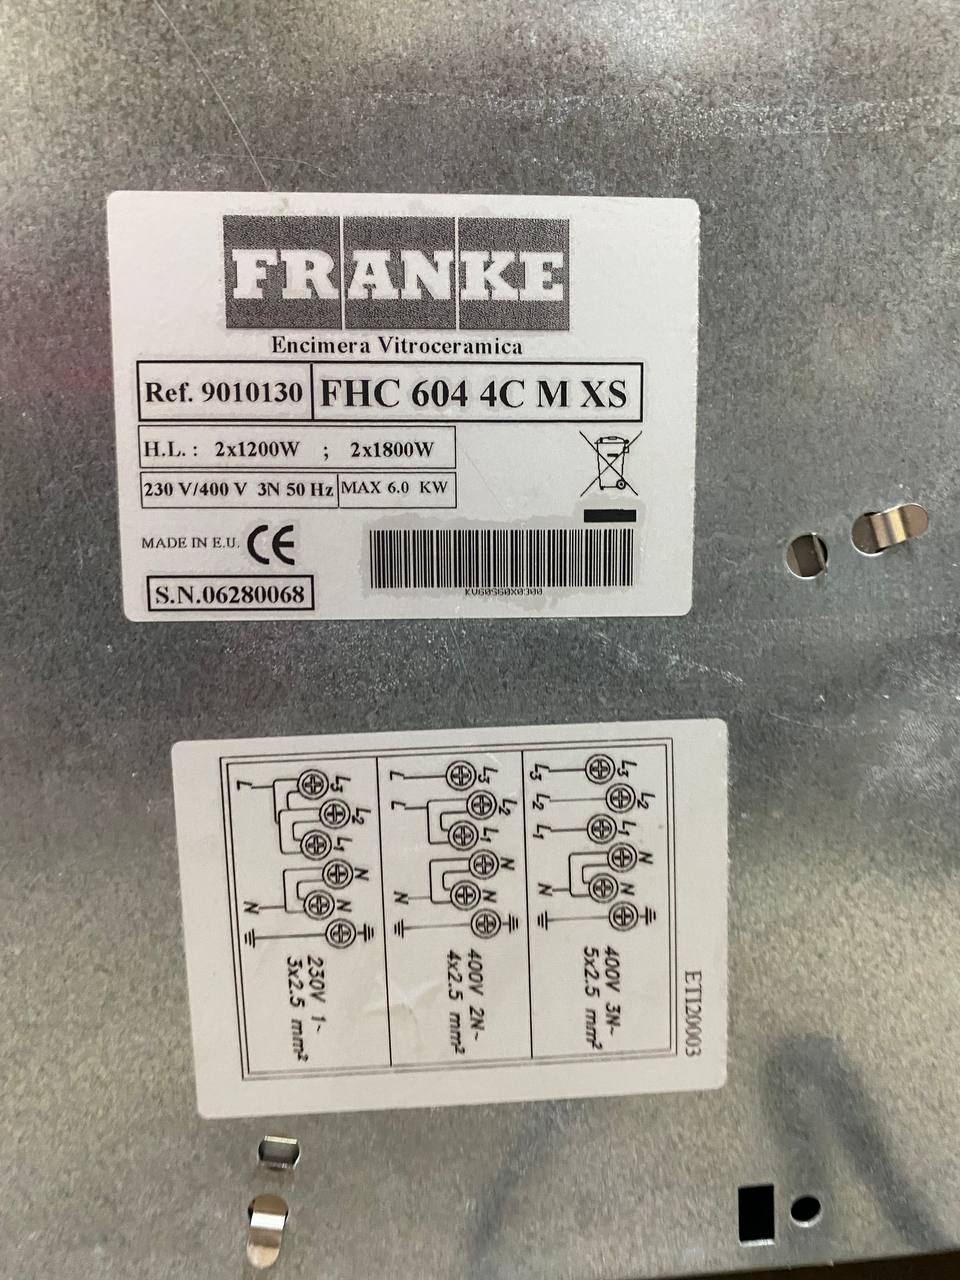 FRANKE
Encimera Vitroceramica
Ref. 9010130 FHC 604 4C M XS
H.L. : 2x1200W ; 2x1800W
230 V/400 V 3N 50 Hz MAX 6.0 KW
MADE IN E.U. CE
S.N.06280068
KV60S60X0300
ETI20003
L3 L2 L1 N N
L3 L2 L1 N
400V 3N~
5x2.5 mm²
L3 L2 L1 N N
L L N
400V 2N~
4x2.5 mm²
L3 L2 L1 N N
L N
230V 1~
3x2.5 mm²